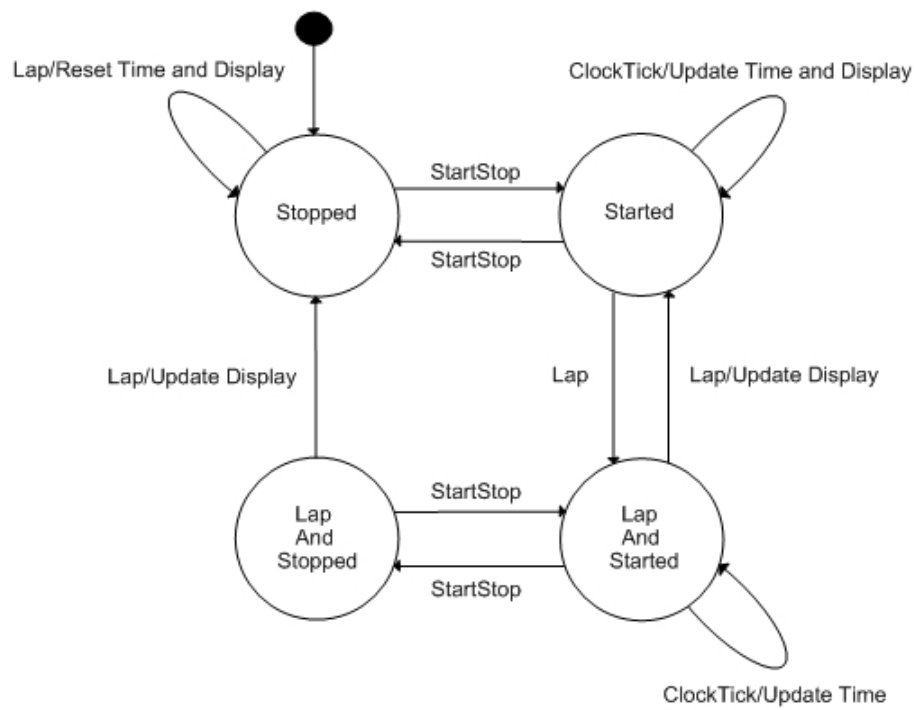 Lap/Reset Time and Display
ClockTick/Update Time and Display
StartStop
Stopped
Started
StartStop
Lap/Update Display
Lap
Lap/Update Display
StartStop
Lap
And
Stopped
Lap
And
Started
StartStop
ClockTick/Update Time